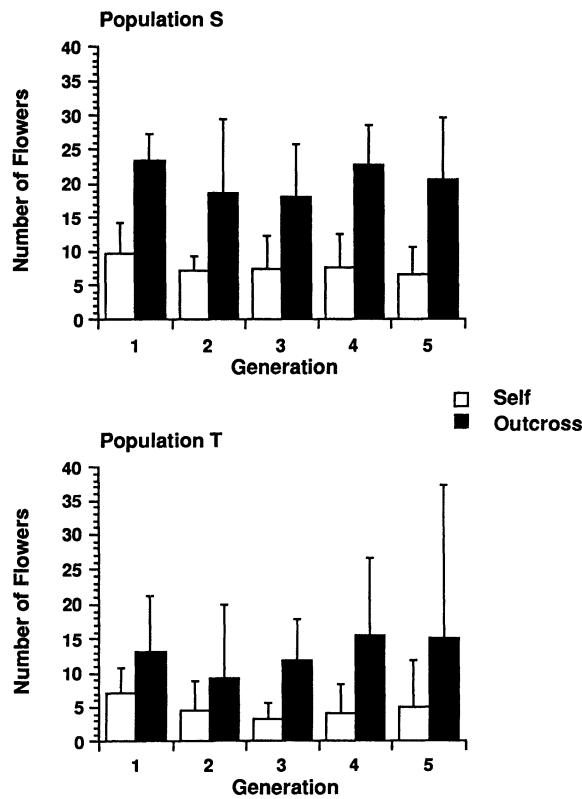 Population S
40
35
30
25
20
15
10
5
0
Number of Flowers
1 2 3 4 5
Generation
Self
Outcross
Population T
40
35
30
25
20
15
10
5
0
Number of Flowers
1 2 3 4 5
Generation